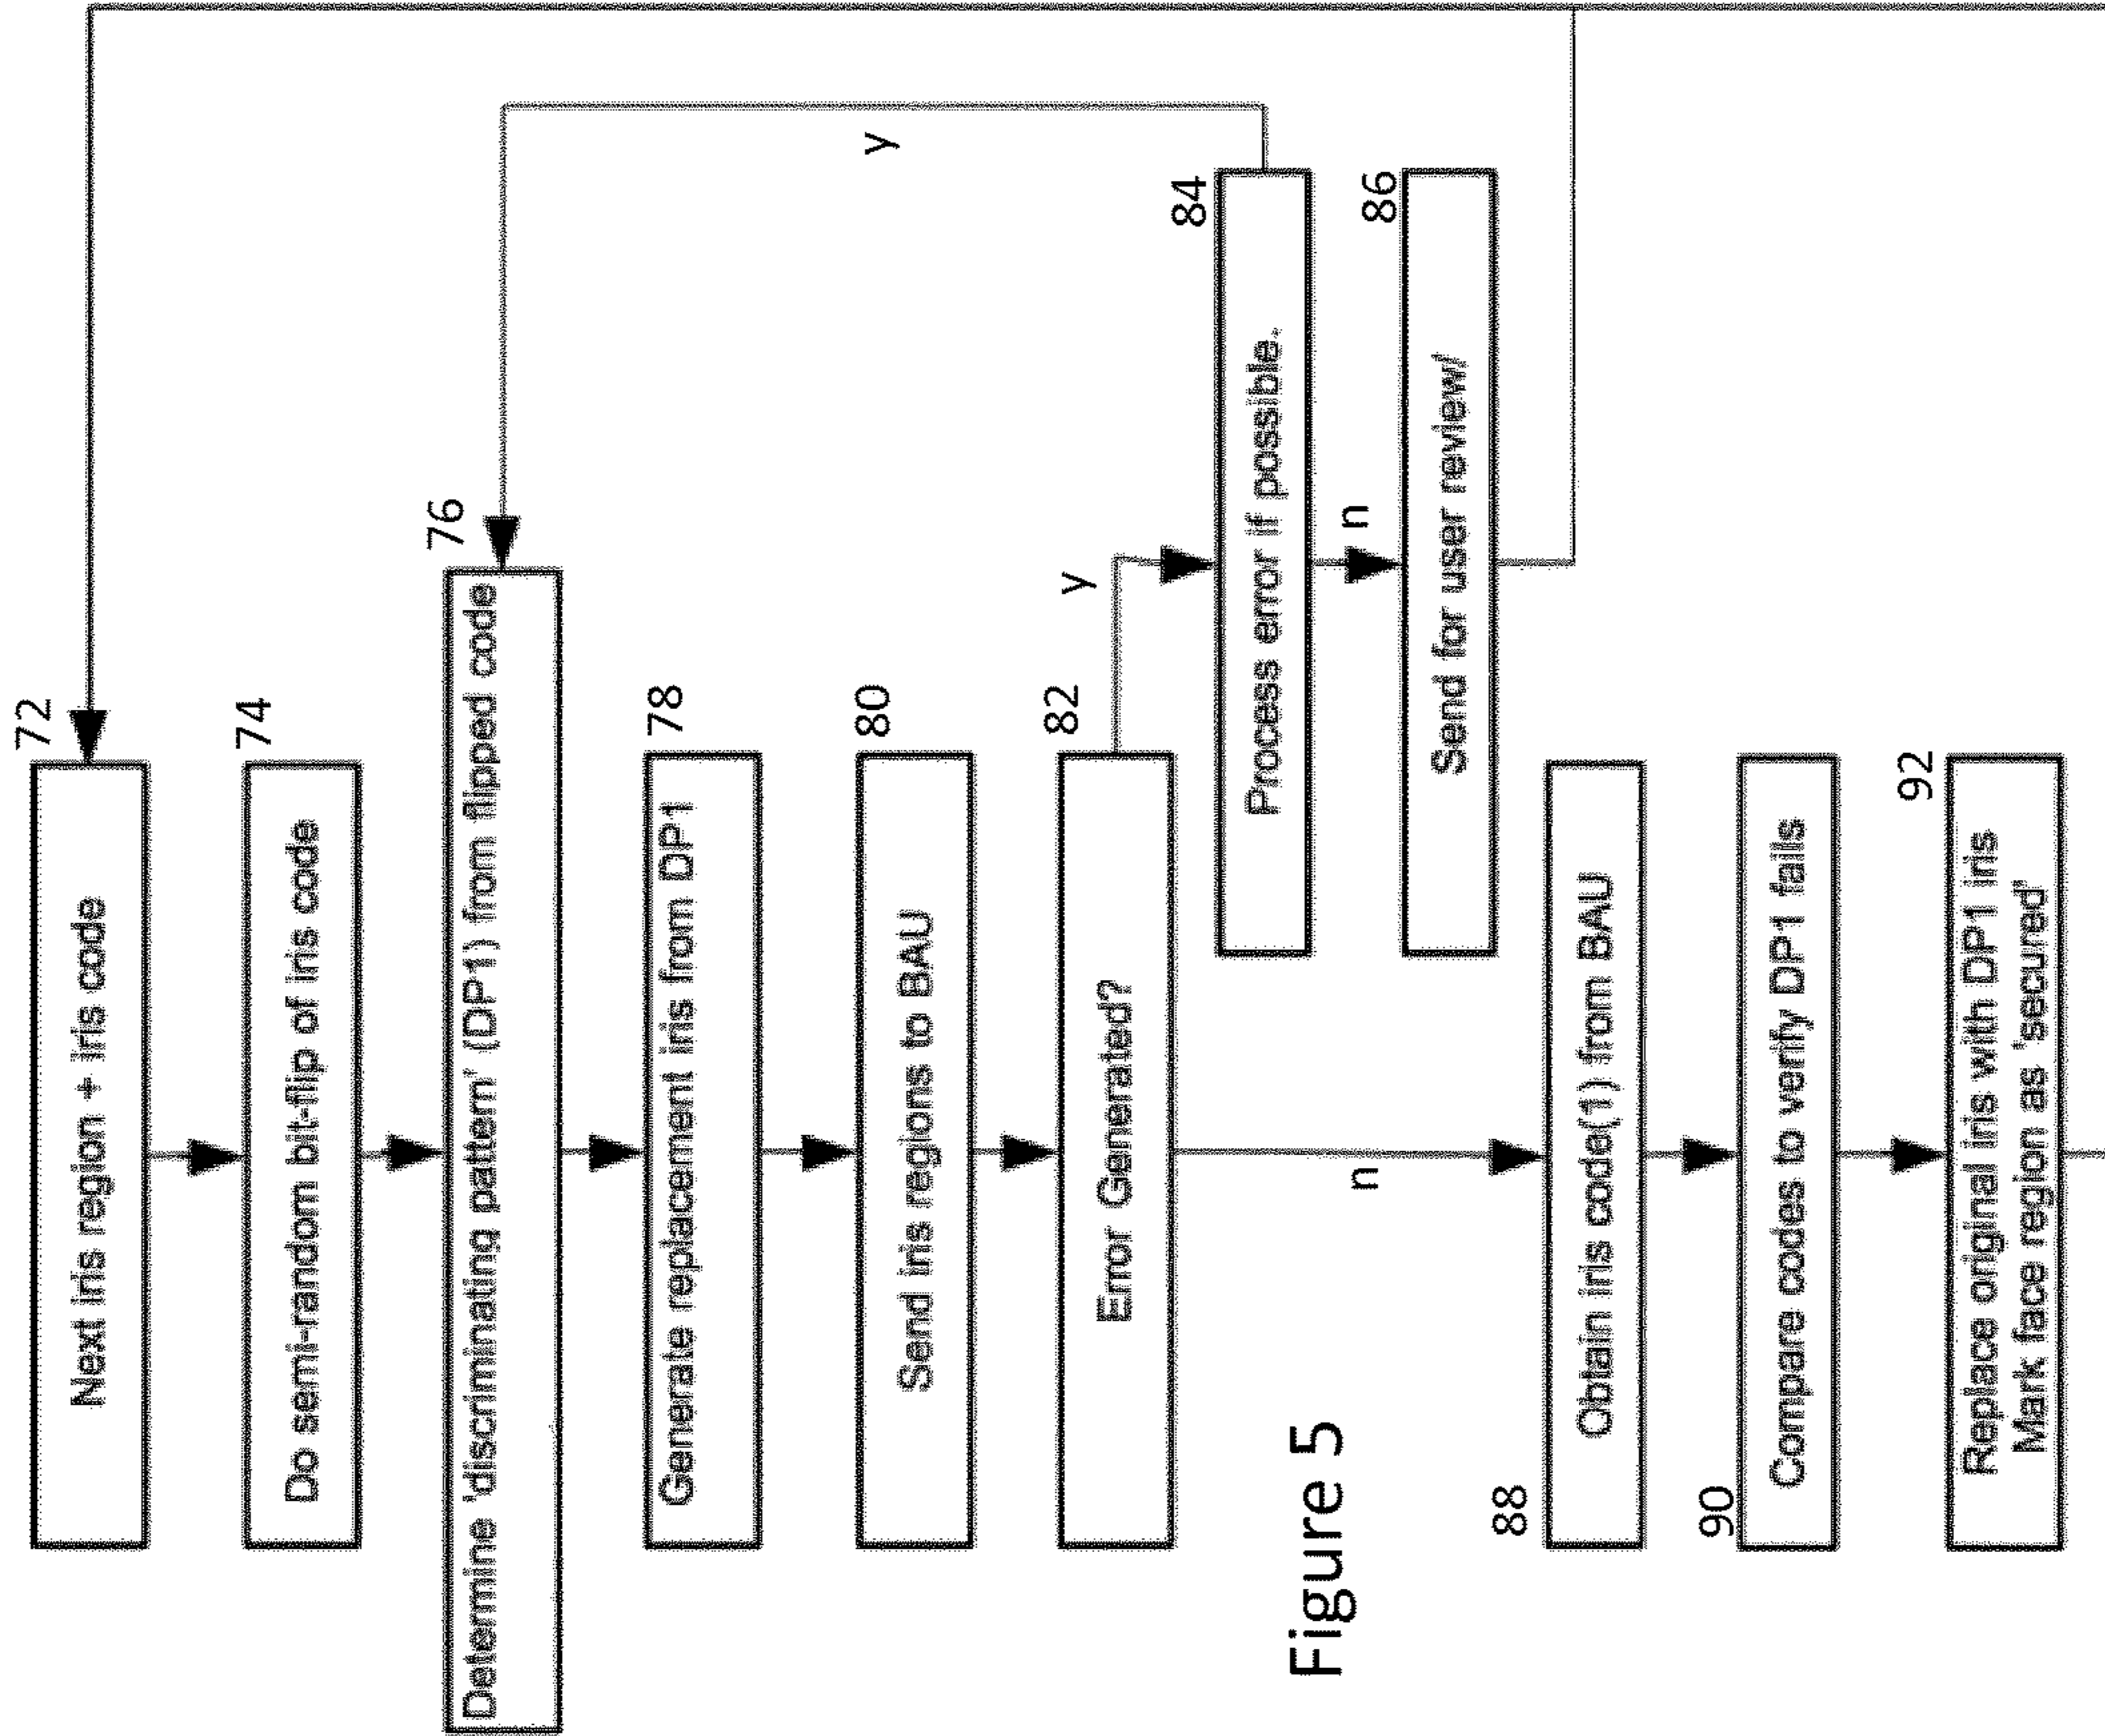 72
Next iris region + iris code
74
Do semi-random bit-flip of iris code
76
Determine 'discriminating pattern' (DP1) from flipped code
y
78
Generate replacement iris from DP1
80
Send iris regions to BAU
82
Error Generated?
y
84
Process error if possible.
n
86
Send for user review/
n
Figure 5
88
Obtain iris code(1) from BAU
90
Compare codes to verify DP1 fails
92
Replace original iris with DP1 iris
Mark face region as 'secured'